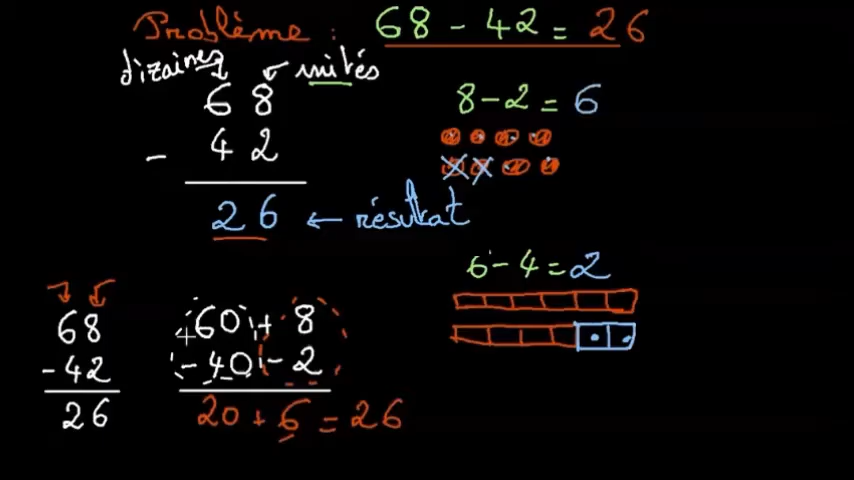 Problème : 68 - 42 = 26
dizaines unités
68
- 42
26 ← résultat
8 - 2 = 6
6 - 4 = 2
68
- 42
26
+60 + 8
- 40 - 2
20 + 6 = 26